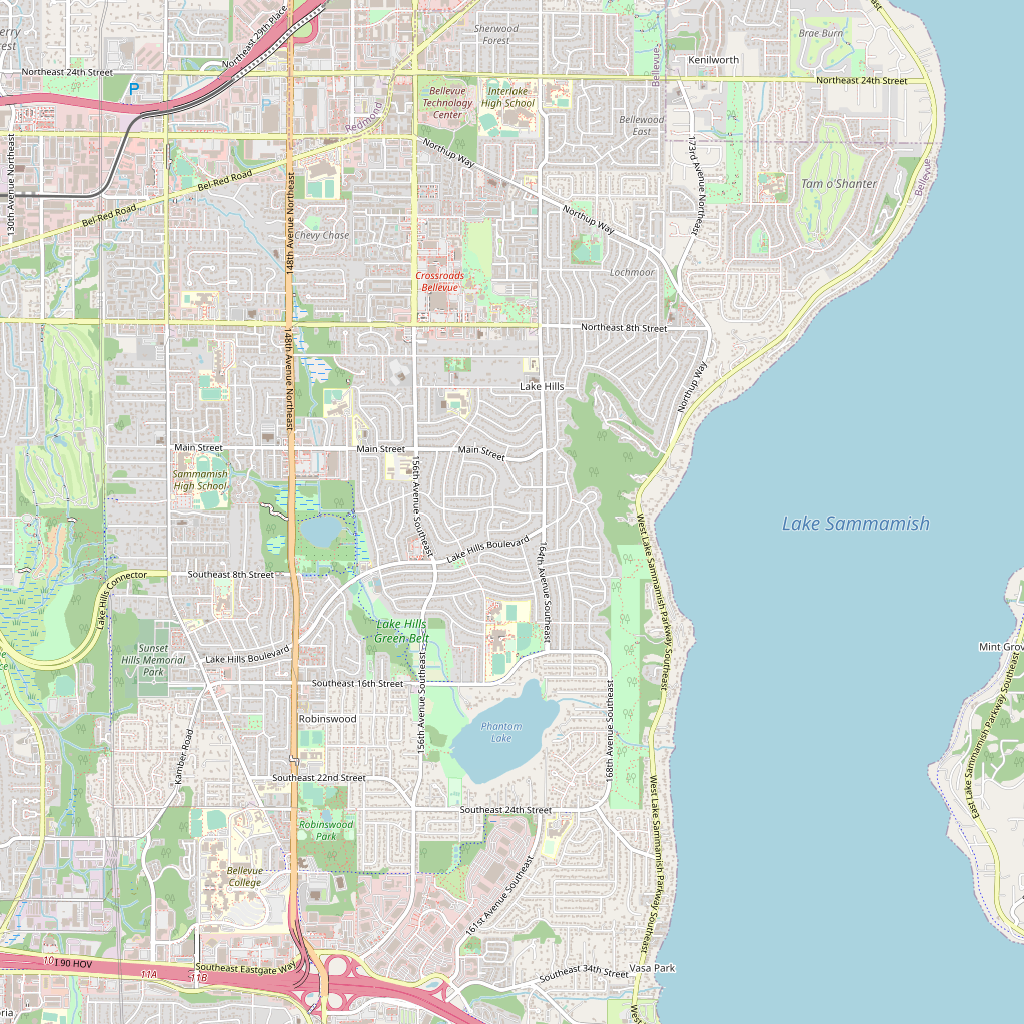 Northeast 29th Place
Sherwood
Forest
Brae Burn
Kenilworth
Bellevue
Northeast 24th Street
Northeast 24th Street
P
P
Bellevue
Technology
Center
Interlake
High School
Redmond
Bellewood
East
130th Avenue Northeast
Northup Way
173rd Avenue Northeast
Tam o'Shanter
Bellevue
Bel-Red Road
Bel-Red Road
148th Avenue Northeast
Chevy Chase
Northup Way
Lochmoor
Crossroads
Bellevue
Northeast 8th Street
148th Avenue Northeast
Lake Hills
Northup Way
Main Street
Main Street
Main Street
Sammamish
High School
156th Avenue Southeast
Lake Sammamish
West Lake Sammamish Parkway Southeast
Lake Hills Boulevard
164th Avenue Southeast
Lake Hills Connector
Southeast 8th Street
Lake Hills
Green Belt
Sunset
Hills Memorial
Park
Lake Hills Boulevard
Mint Grov
Southeast 16th Street
156th Avenue Southeast
168th Avenue Southeast
East Lake Sammamish Parkway Southeast
Robinswood
Phantom
Lake
Kamber Road
Southeast 22nd Street
Southeast 24th Street
West Lake Sammamish Parkway Southeast
Robinswood
Park
Bellevue
College
161st Avenue Southeast
10
I 90 HOV
11A
11B
Southeast Eastgate Way
Southeast 34th Street
Vasa Park
West
ria